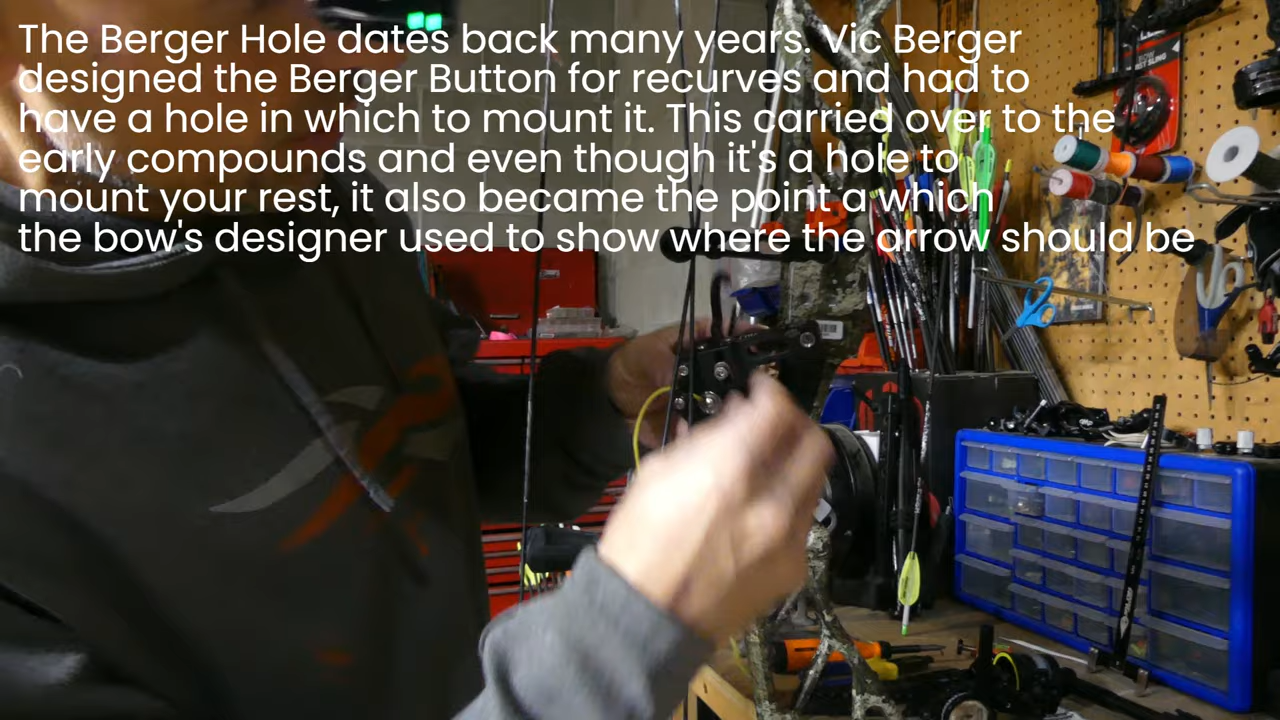 The Berger Hole dates back many years. Vic Berger
designed the Berger Button for recurves and had to
have a hole in which to mount it. This carried over to the
early compounds and even though it's a hole to
mount your rest, it also became the point a which
the bow's designer used to show where the arrow should be